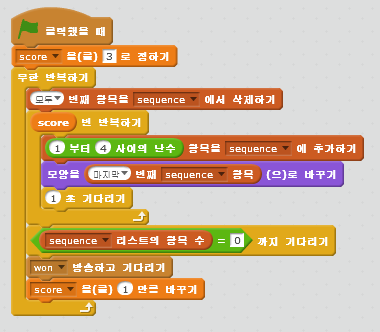 클릭했을 때
score 을(를) 3 로 정하기
무한 반복하기
모두 번째 항목을 sequence 에서 삭제하기
score 번 반복하기
1 부터 4 사이의 난수 항목을 sequence 에 추가하기
모양을 마지막 번째 sequence 항목 (으)로 바꾸기
1 초 기다리기
sequence 리스트의 항목 수 = 0 까지 기다리기
won 방송하고 기다리기
score 을(를) 1 만큼 바꾸기